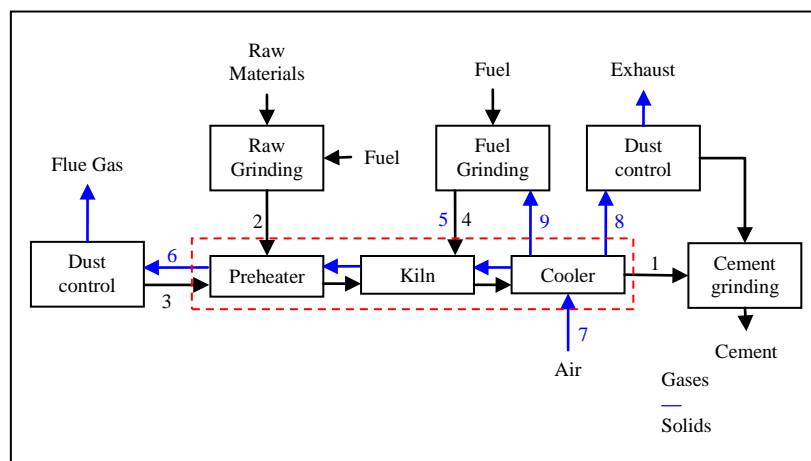 Raw
Materials
Fuel
Exhaust
Raw
Grinding
Fuel
Fuel
Grinding
Dust
control
Flue Gas
2
5
4
9
8
6
Dust
control
3
Preheater
Kiln
Cooler
1
Cement
grinding
7
Air
Cement
Gases
Solids